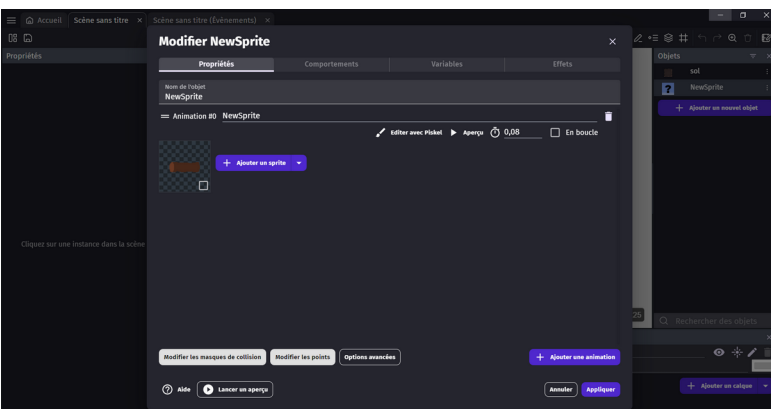 Accueil
Scène sans titre ×
Scène sans titre (Évènements) ×
Propriétés
Objets
Modifier NewSprite
Propriétés
Comportements
Variables
Effets
sol
NewSprite
Ajouter un nouvel objet
Nom de l'objet
NewSprite
Animation #0 NewSprite
Editer avec Piskel
Aperçu
0,08
En boucle
Ajouter un sprite
Cliquez sur une instance dans la scène
25
Rechercher des objets
Modifier les masques de collision
Modifier les points
Options avancées
Ajouter une animation
Aide
Lancer un aperçu
Annuler
Appliquer
Ajouter un calque